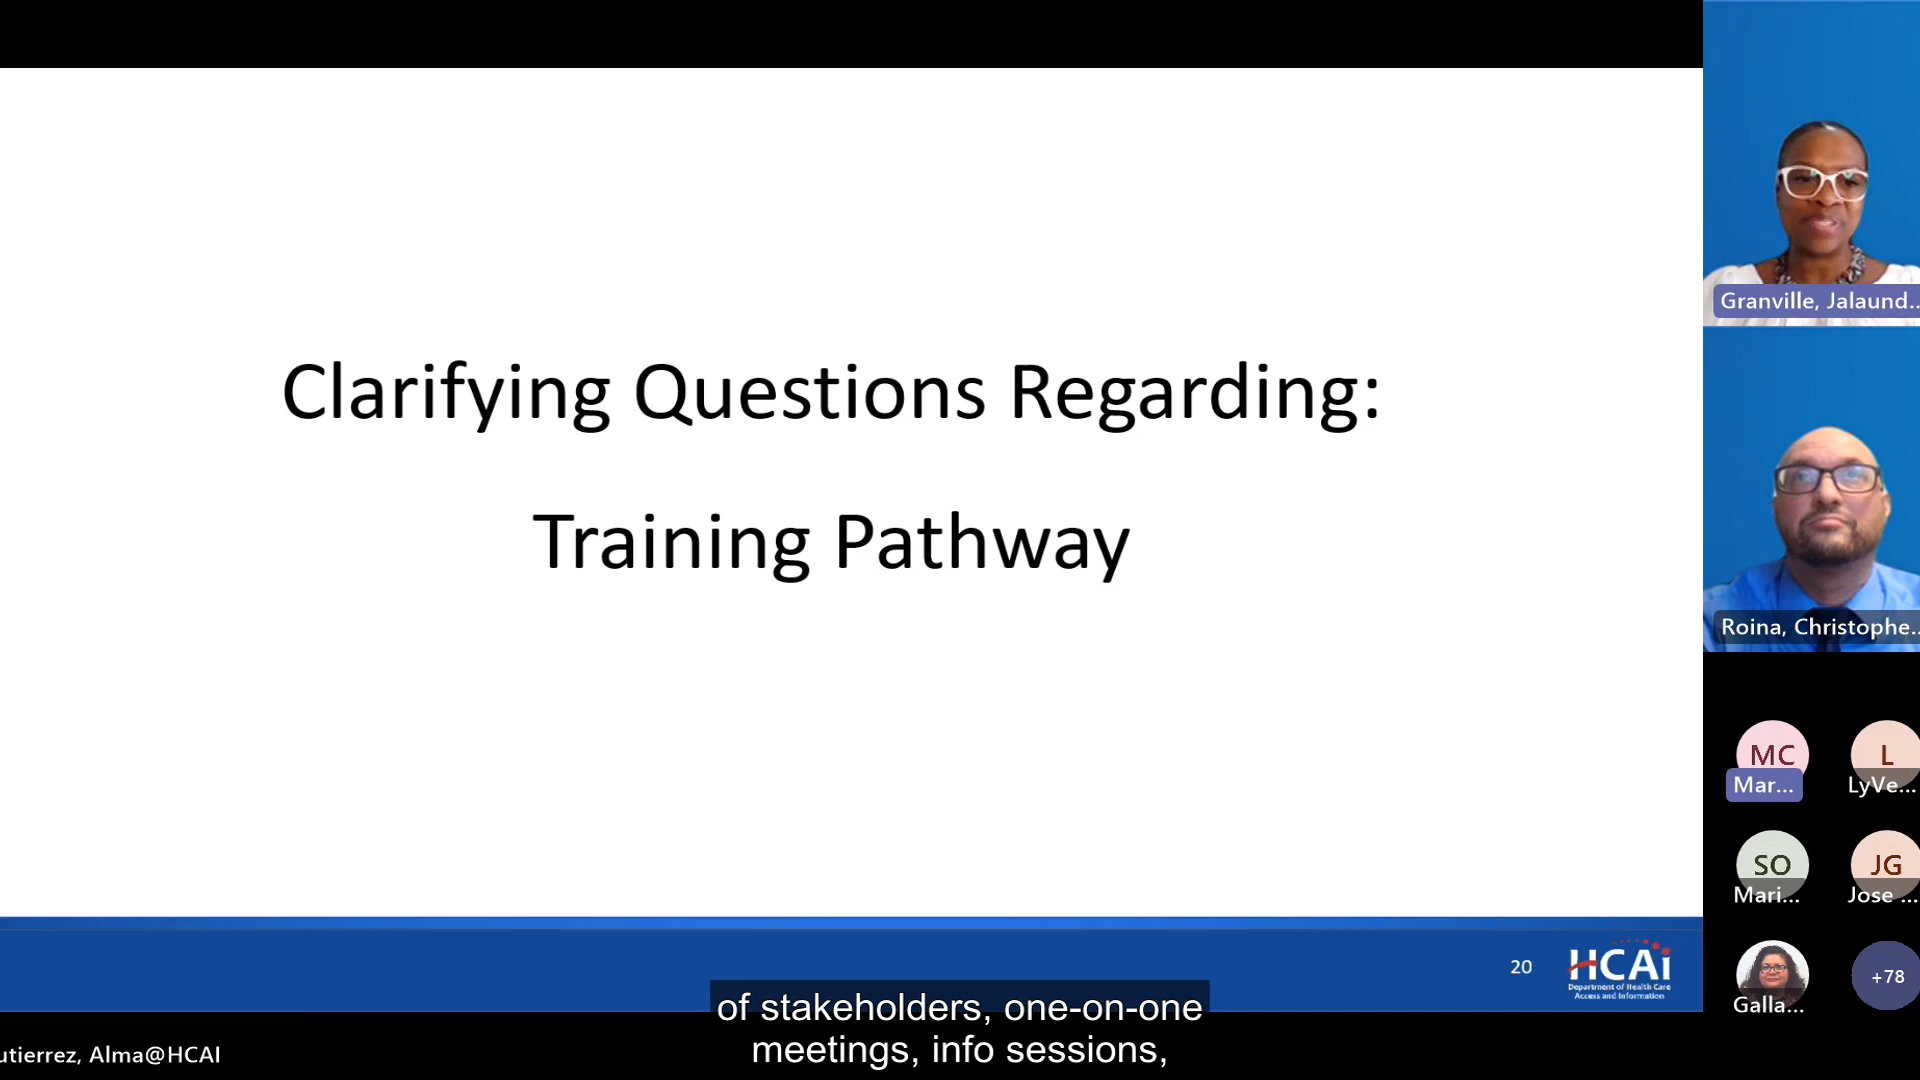 Clarifying Questions Regarding:
Training Pathway
20
HCAi
Department of Health Care
Access and Information
of stakeholders, one-on-one
meetings, info sessions,
utierrez, Alma@HCAI
Granville, Jalaund...
Roina, Christophe...
MC
Mar...
L
LyVe...
SO
Mari...
JG
Jose ...
Galla...
+78